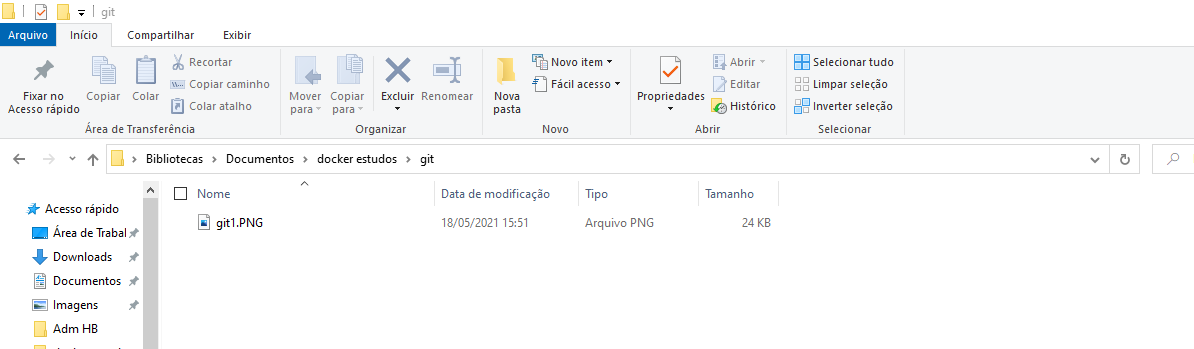 git
Arquivo Início Compartilhar Exibir
Fixar no
Acesso rápido
Copiar
Colar
Recortar
Copiar caminho
Colar atalho
Área de Transferência
Mover
para
Copiar
para
Excluir
Renomear
Organizar
Nova
pasta
Novo item
Fácil acesso
Novo
Propriedades
Abrir
Editar
Histórico
Abrir
Selecionar tudo
Limpar seleção
Inverter seleção
Selecionar
Bibliotecas > Documentos > docker estudos > git
Nome Data de modificação Tipo Tamanho
git1.PNG 18/05/2021 15:51 Arquivo PNG 24 KB
Acesso rápido
Área de Trabal
Downloads
Documentos
Imagens
Adm HB